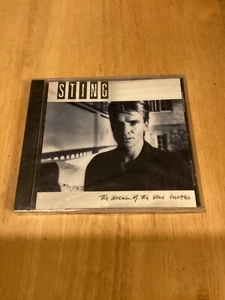 STING
the dream of the blue turtles